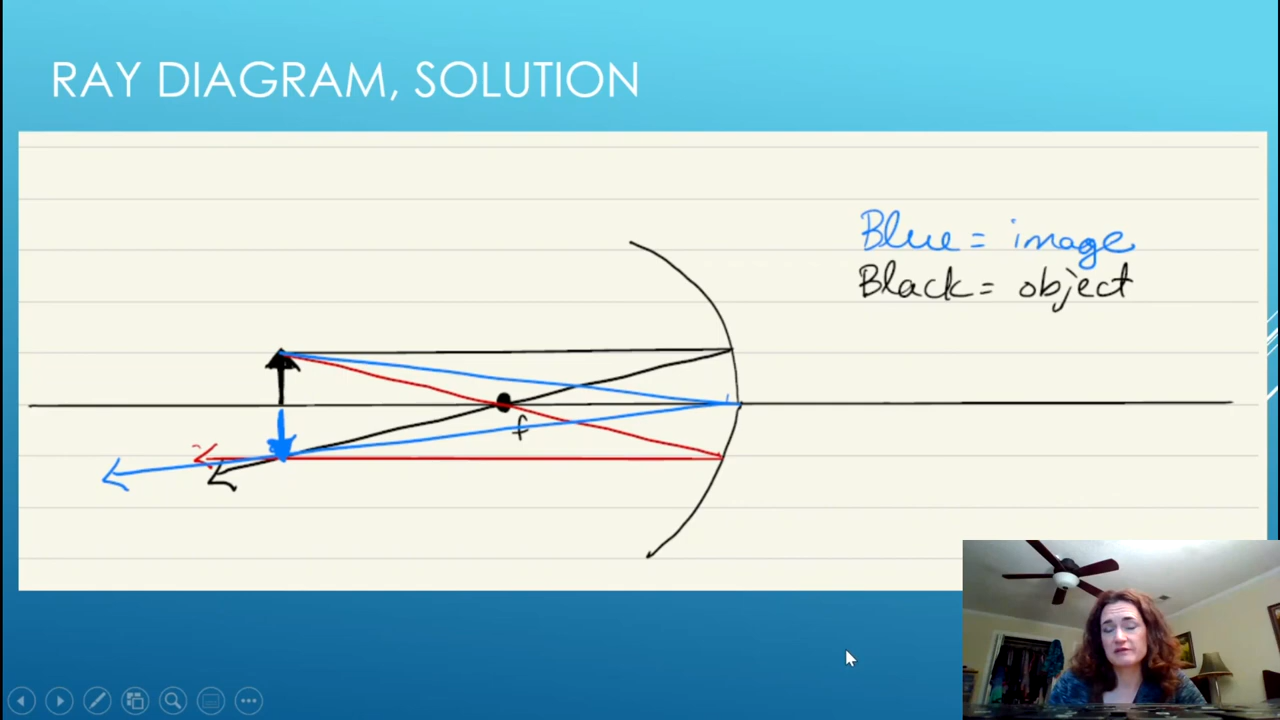 RAY DIAGRAM, SOLUTION
Blue = image
Black = object
f